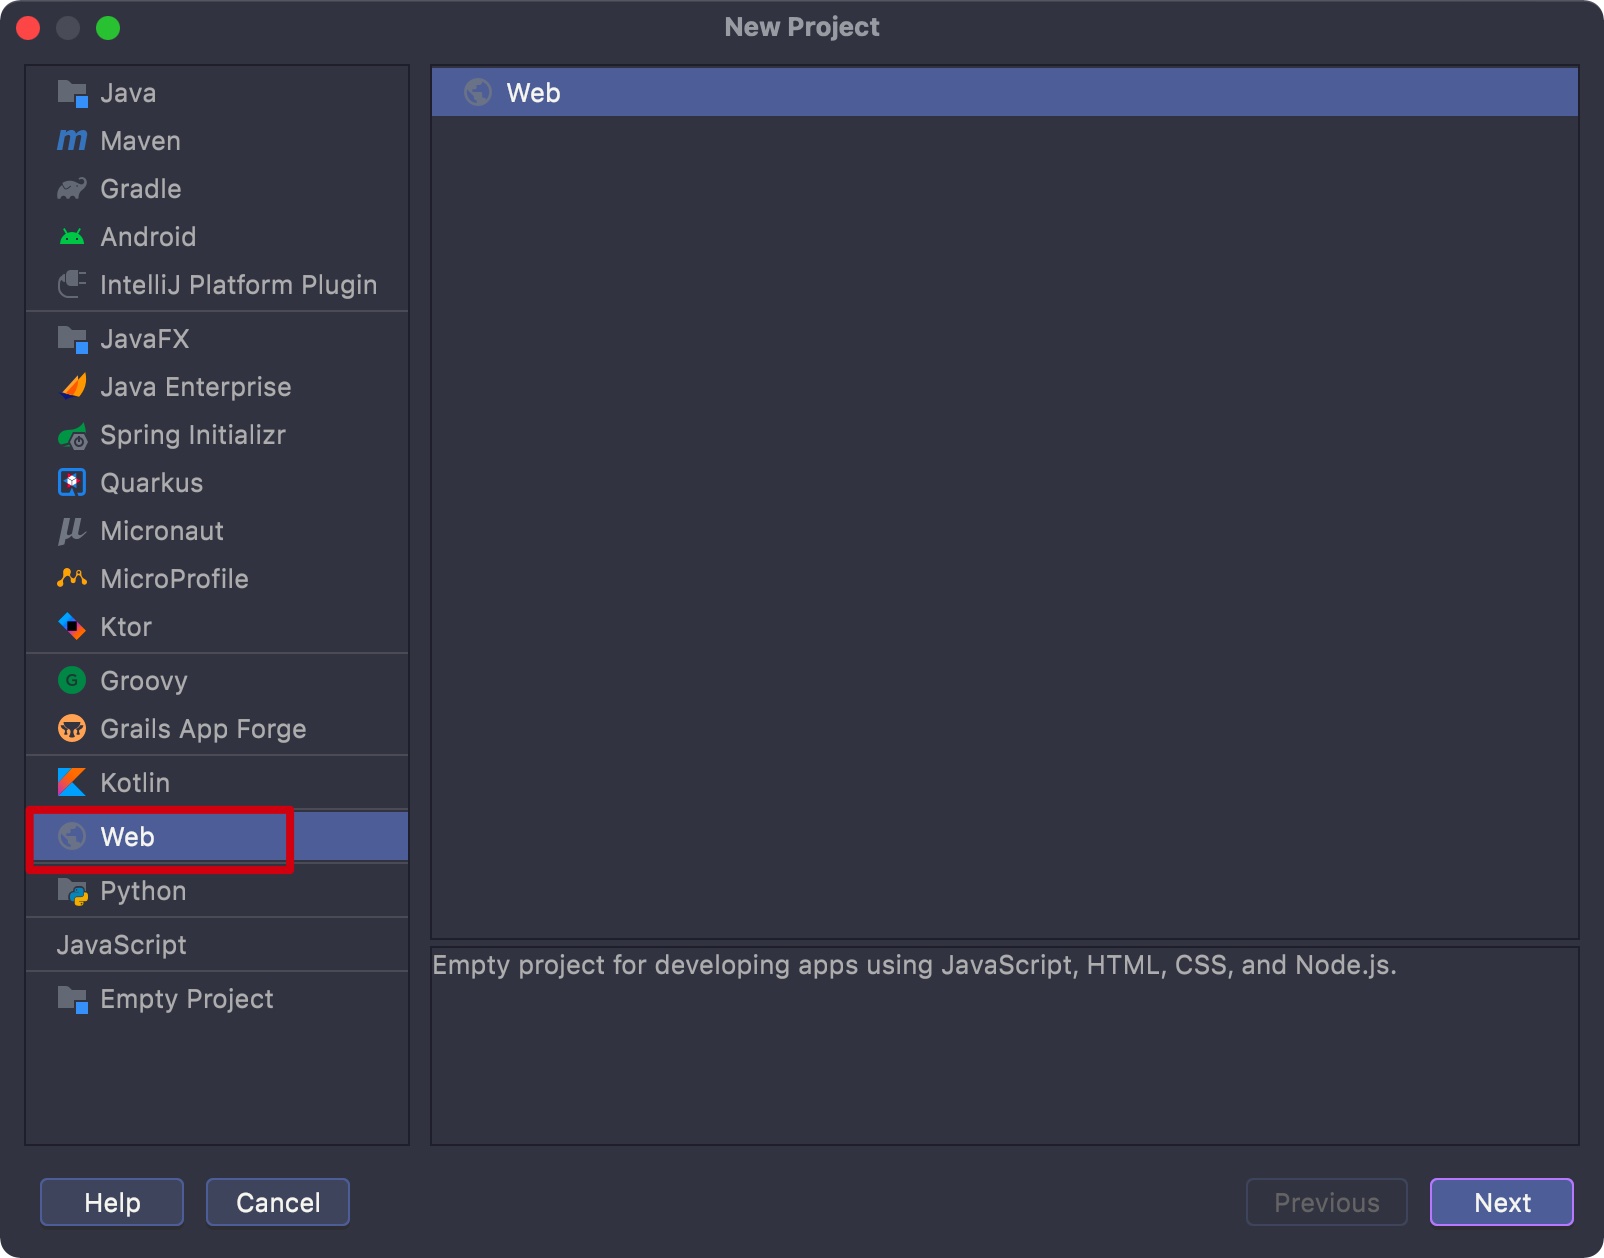 New Project
Java
Maven
Gradle
Android
IntelliJ Platform Plugin
JavaFX
Java Enterprise
Spring Initializr
Quarkus
Micronaut
MicroProfile
Ktor
Groovy
Grails App Forge
Kotlin
Web
Python
JavaScript
Empty Project
Web
Empty project for developing apps using JavaScript, HTML, CSS, and Node.js.
Help
Cancel
Previous
Next